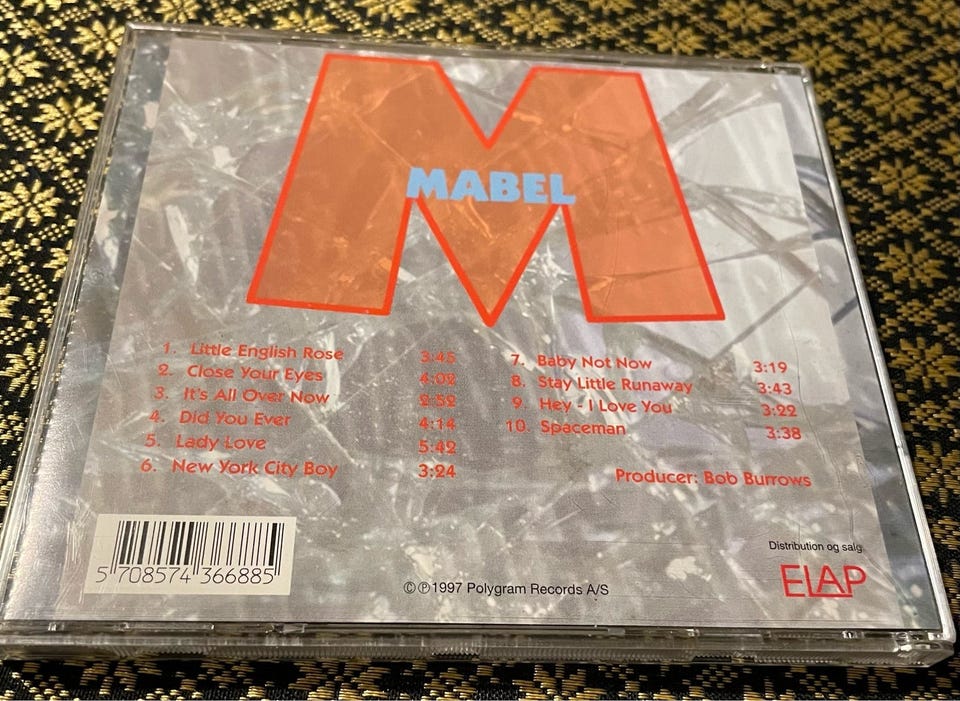 MABEL
1. Little English Rose 3:45
2. Close Your Eyes 4:02
3. It's All Over Now 2:52
4. Did You Ever 4:14
5. Lady Love 5:42
6. New York City Boy 3:24
7. Baby Not Now 3:19
8. Stay Little Runaway 3:43
9. Hey - I Love You 3:22
10. Spaceman 3:38
Producer: Bob Burrows
5 708574 366885
©℗1997 Polygram Records A/S
Distribution og salg
ELAP